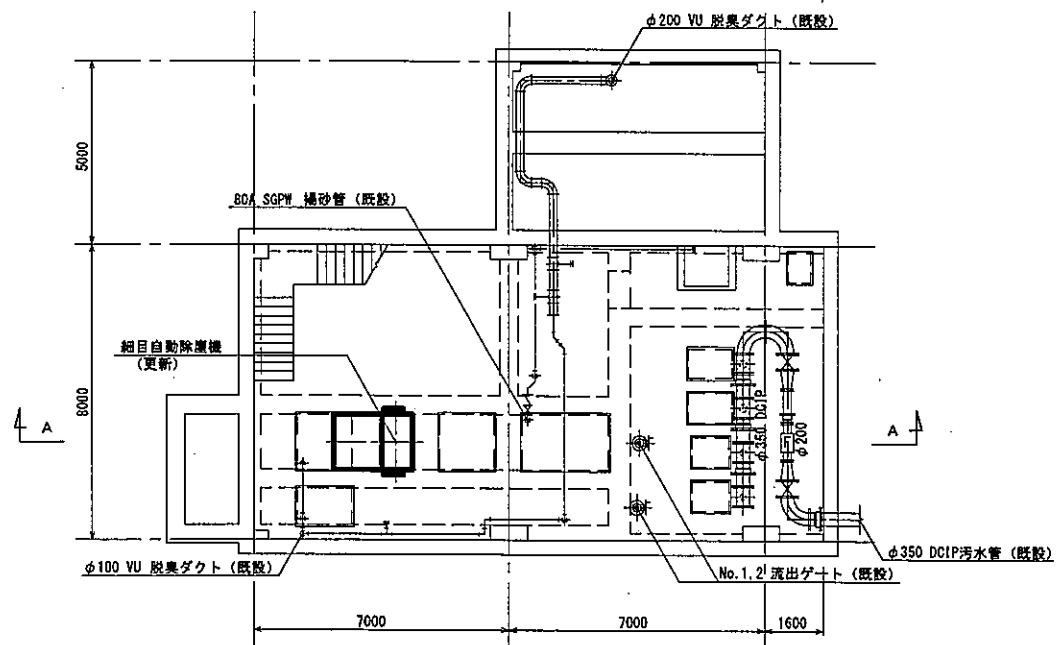 φ200 VU 脱臭ダクト (既設)
5000
80A SGPW 揚砂管 (既設)
細目自動除塵機
(更新)
8000
A
A
φ350 DCIP
φ200
φ100 VU 脱臭ダクト (既設)
No.1,2 流出ゲート (既設)
φ350 DCIP汚水管 (既設)
7000
7000
1600